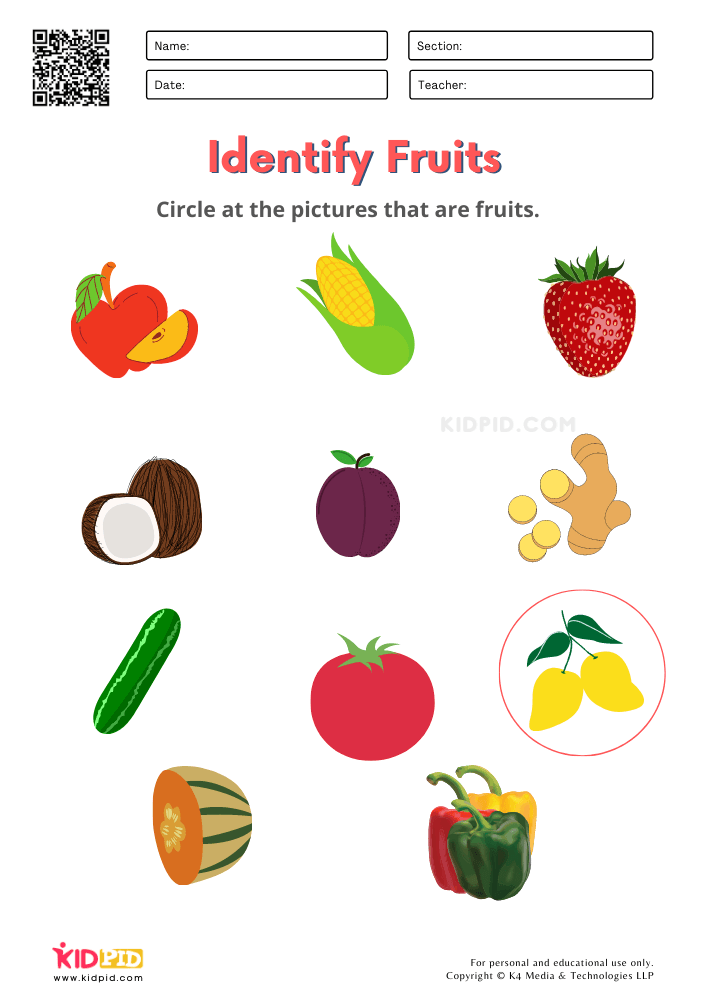 Name:
Section:
Date:
Teacher:
Identify Fruits
Circle at the pictures that are fruits.
KIDPID.COM
KIDPID
www.kidpid.com
For personal and educational use only.
Copyright © K4 Media & Technologies LLP